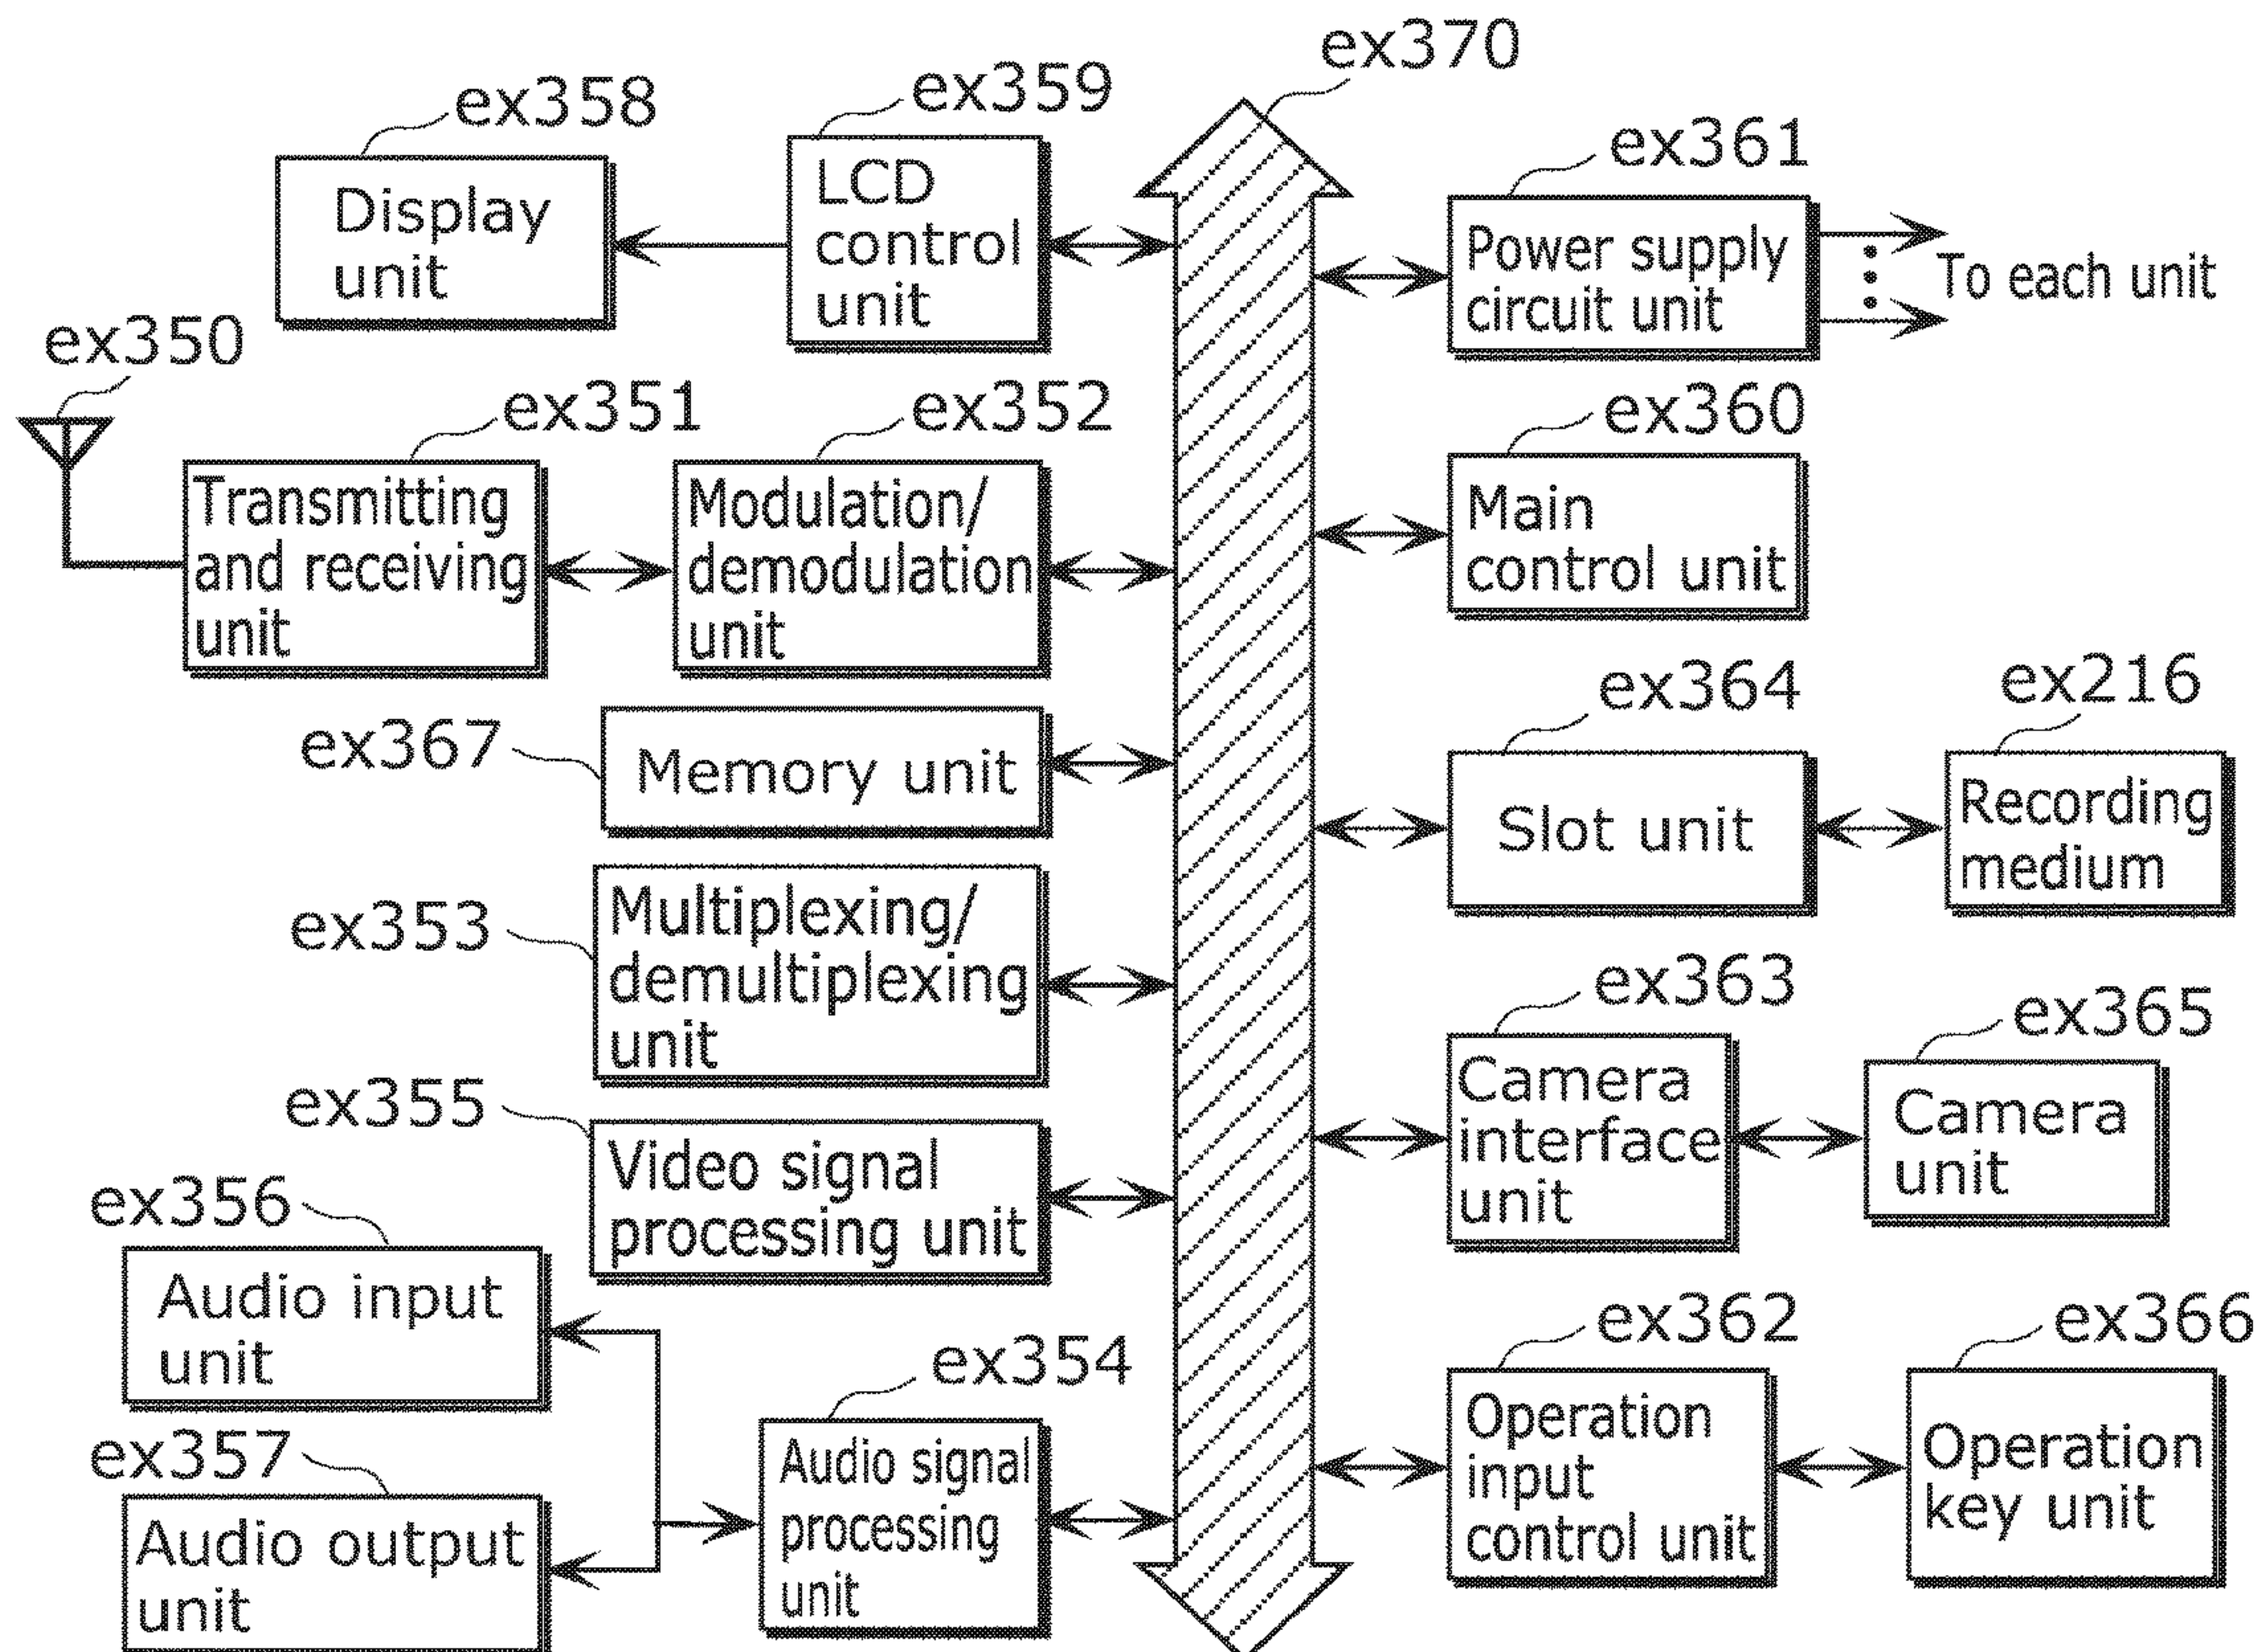 ex370
ex358
ex359
ex361
Display
unit
LCD
control
unit
Power supply
circuit unit
To each unit
ex350
ex351
ex352
ex360
Transmitting
and receiving
unit
Modulation/
demodulation
unit
Main
control unit
ex367
Memory unit
ex364
ex216
Slot unit
Recording
medium
ex353
Multiplexing/
demultiplexing
unit
ex363
ex365
Camera
interface
unit
Camera
unit
ex355
Video signal
processing unit
ex356
Audio input
unit
ex362
ex366
Operation
input
control unit
Operation
key unit
ex357
Audio output
unit
ex354
Audio signal
processing
unit